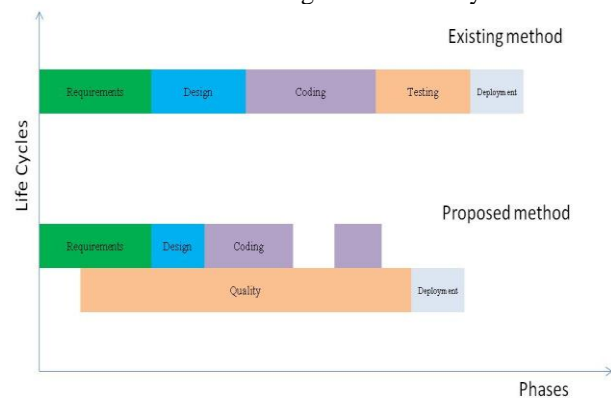 Existing method
Requirements Design Coding Testing Deployment
Life Cycles
Proposed method
Requirements Design Coding
Quality Deployment
Phases